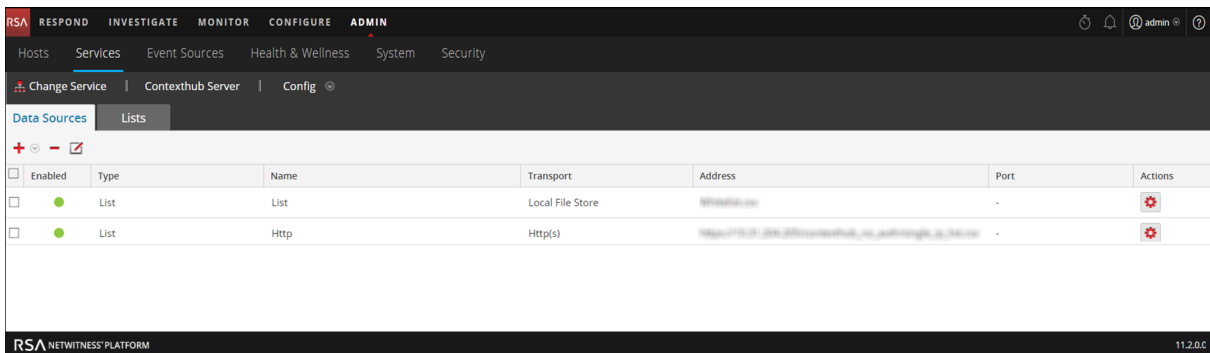 RSA RESPOND INVESTIGATE MONITOR CONFIGURE ADMIN admin
Hosts Services Event Sources Health & Wellness System Security
Change Service | Contexthub Server | Config
Data Sources Lists
Enabled Type Name Transport Address Port Actions
List List Local File Store -
List Http Http(s) -
RSA NETWITNESS® PLATFORM 11.2.0.0